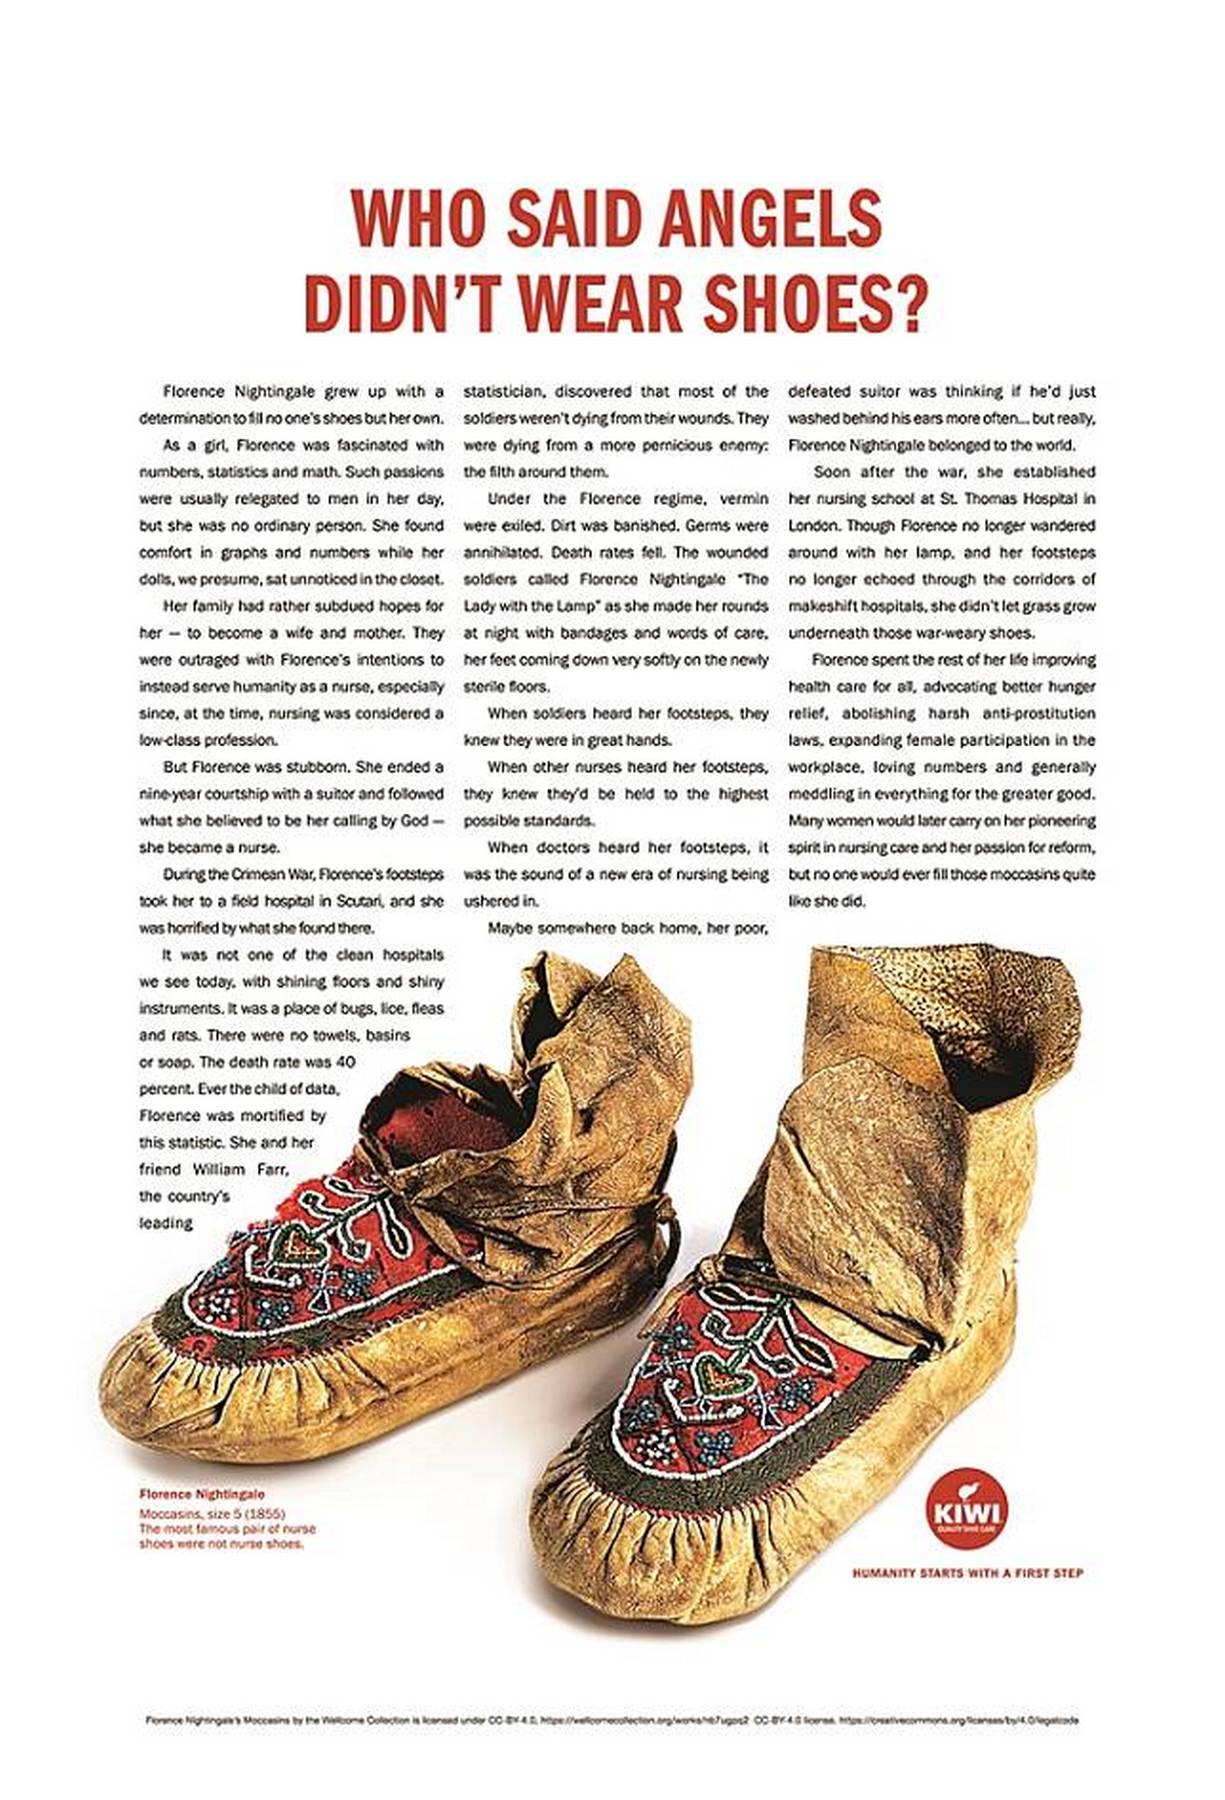 WHO SAID ANGELS
DIDN'T WEAR SHOES?
Florence Nightingale grew up with a
determination to fill no one's shoes but her own.
As a girl, Florence was fascinated with
numbers, statistics and math. Such passions
were usually relegated to men in her day,
but she was no ordinary person. She found
comfort in graphs and numbers while her
dolls, we presume, sat unnoticed in the closet.
Her family had rather subdued hopes for
her — to become a wife and mother. They
were outraged with Florence's intentions to
instead serve humanity as a nurse, especially
since, at the time, nursing was considered a
low-class profession.
But Florence was stubborn. She ended a
nine-year courtship with a suitor and followed
what she believed to be her calling by God —
she became a nurse.
During the Crimean War, Florence's footsteps
took her to a field hospital in Scutari, and she
was horrified by what she found there.
It was not one of the clean hospitals
we see today, with shining floors and shiny
instruments. It was a place of bugs, lice, fleas
and rats. There were no towels, basins
or soap. The death rate was 40
percent. Ever the child of data,
Florence was mortified by
this statistic. She and her
friend William Farr,
the country's
leading
statistician, discovered that most of the
soldiers weren't dying from their wounds. They
were dying from a more pernicious enemy:
the filth around them.
Under the Florence regime, vermin
were exiled. Dirt was banished. Germs were
annihilated. Death rates fell. The wounded
soldiers called Florence Nightingale "The
Lady with the Lamp" as she made her rounds
at night with bandages and words of care,
her feet coming down very softly on the newly
sterile floors.
When soldiers heard her footsteps, they
knew they were in great hands.
When other nurses heard her footsteps,
they knew they'd be held to the highest
possible standards.
When doctors heard her footsteps, it
was the sound of a new era of nursing being
ushered in.
Maybe somewhere back home, her poor,
defeated suitor was thinking if he'd just
washed behind his ears more often... but really,
Florence Nightingale belonged to the world.
Soon after the war, she established
her nursing school at St. Thomas Hospital in
London. Though Florence no longer wandered
around with her lamp, and her footsteps
no longer echoed through the corridors of
makeshift hospitals, she didn't let grass grow
underneath those war-weary shoes.
Florence spent the rest of her life improving
health care for all, advocating better hunger
relief, abolishing harsh anti-prostitution
laws, expanding female participation in the
workplace, loving numbers and generally
meddling in everything for the greater good.
Many women would later carry on her pioneering
spirit in nursing care and her passion for reform,
but no one would ever fill those moccasins quite
like she did.
Florence Nightingale
Moccasins, size 5 (1855)
The most famous pair of nurse
shoes were not nurse shoes.
KIWI
QUALITY SHOE CARE
HUMANITY STARTS WITH A FIRST STEP
Florence Nightingale's Moccasins by the Wellcome Collection is licensed under CC-BY-4.0, CC-BY-4.0 license. https://creativecommons.org/licenses/by/4.0/legalcode